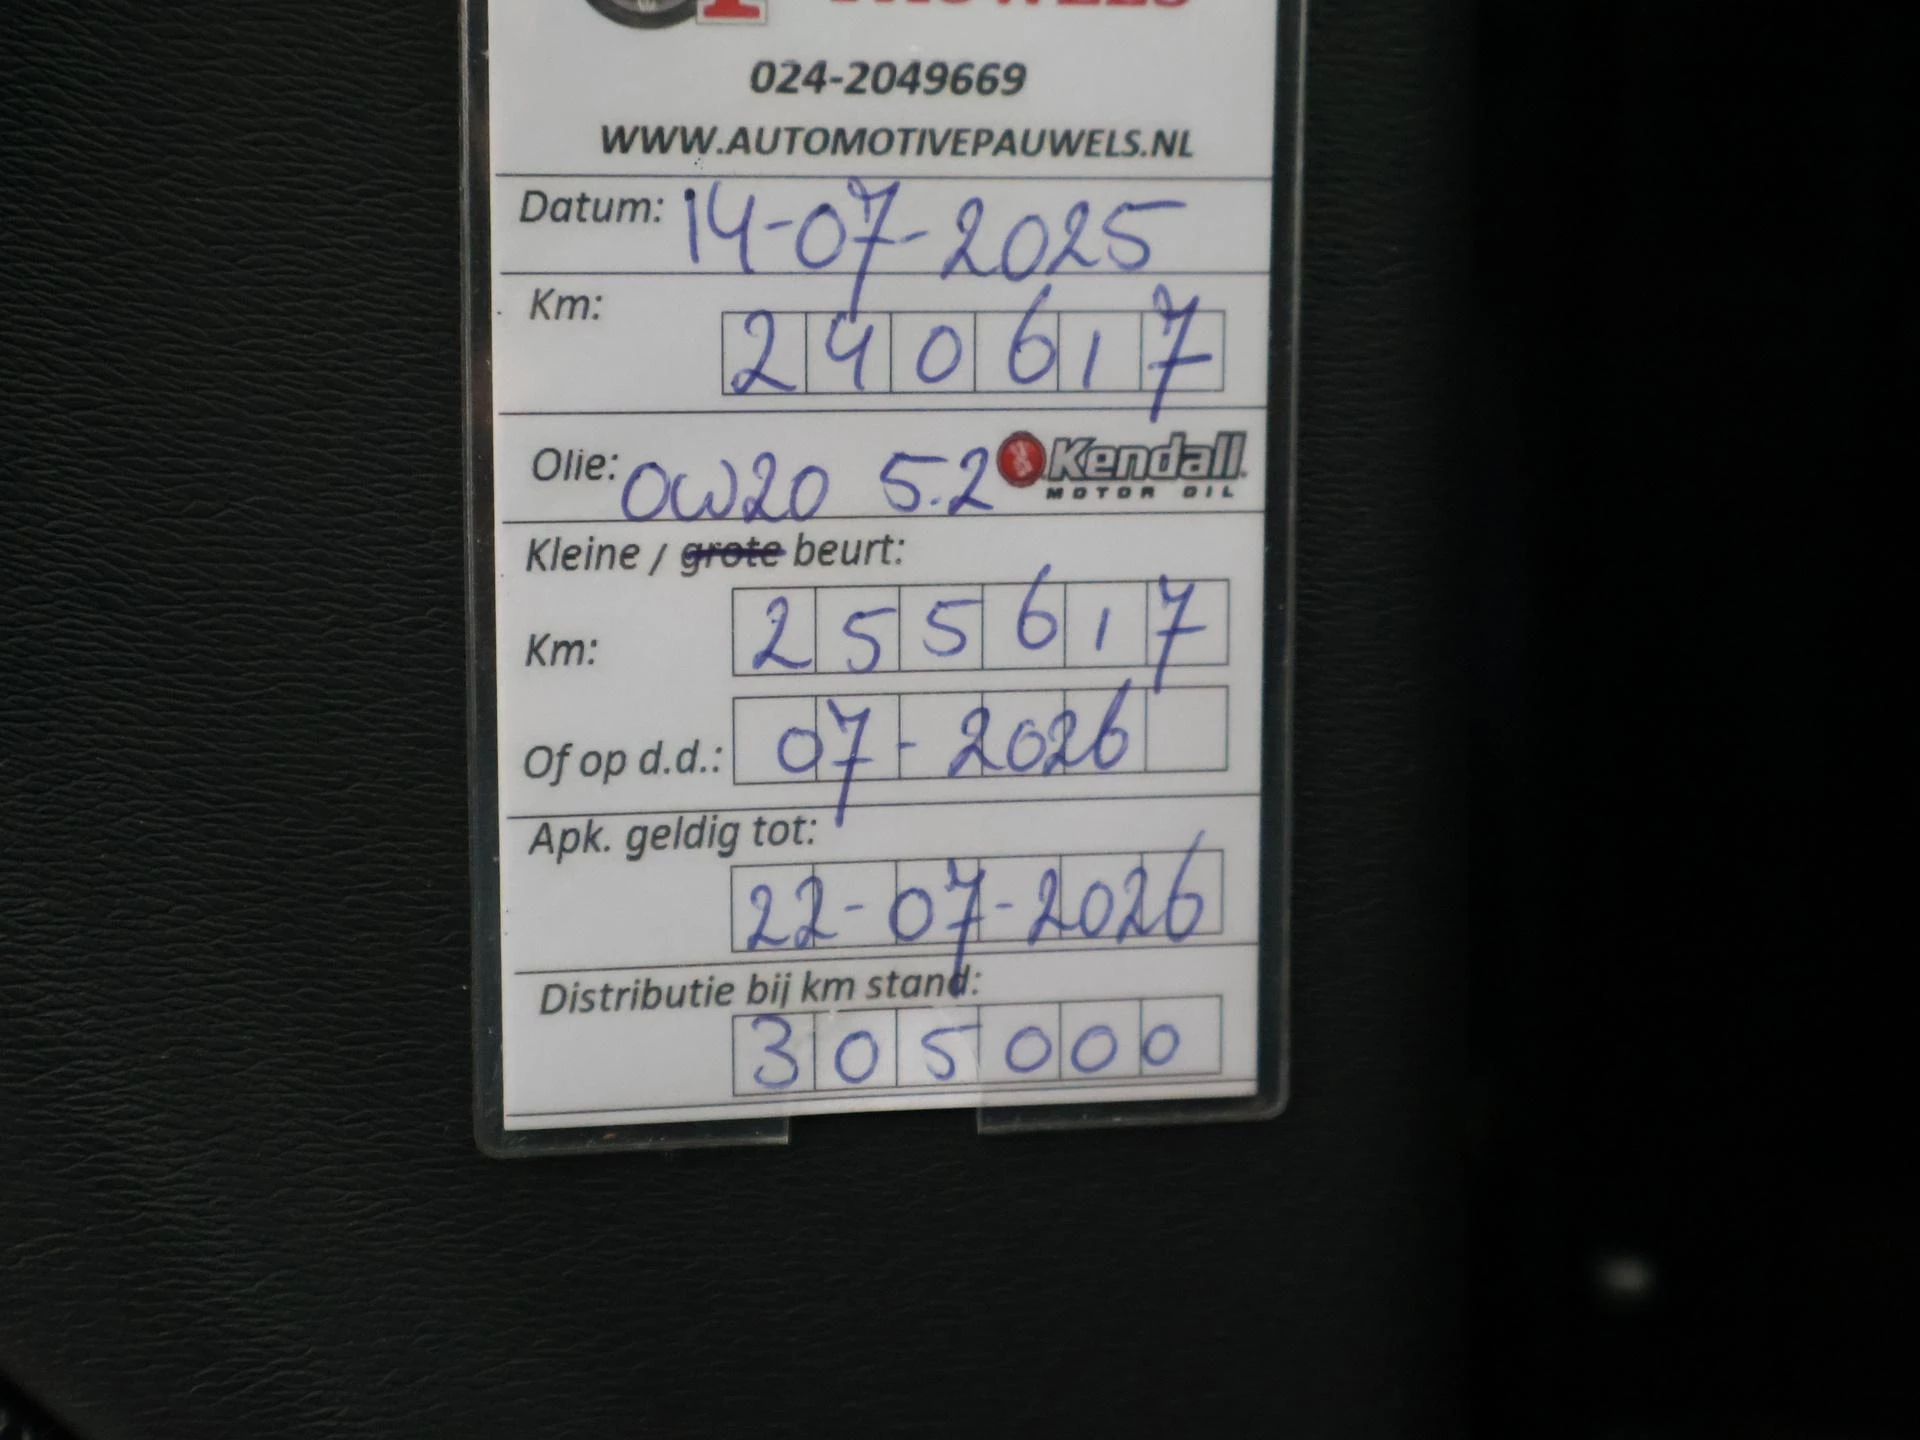 PAUWELS
024-2049669
WWW.AUTOMOTIVEPAUWELS.NL
Datum: 14-07-2025
Km:
240617
Olie: 0W20 5.2 Kendall
MOTOR OIL
Kleine / grote beurt:
Km: 255617
Of op d.d.: 07-2026
Apk. geldig tot:
22-07-2026
Distributie bij km stand:
305000